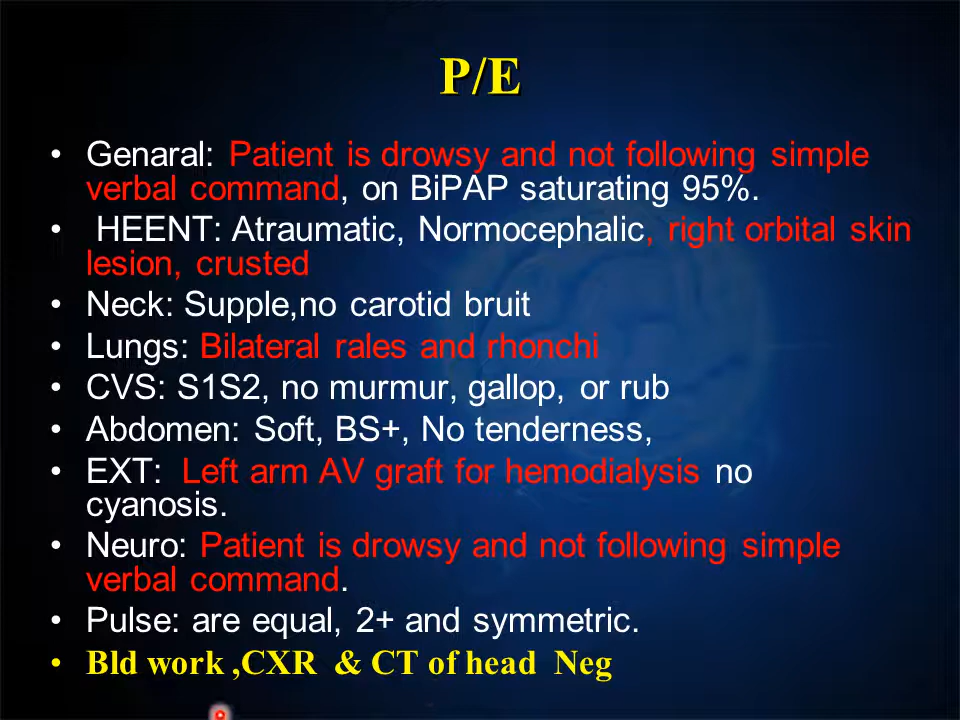 P/E
• Genaral: Patient is drowsy and not following simple
verbal command, on BiPAP saturating 95%.
• HEENT: Atraumatic, Normocephalic, right orbital skin
lesion, crusted
• Neck: Supple,no carotid bruit
• Lungs: Bilateral rales and rhonchi
• CVS: S1S2, no murmur, gallop, or rub
• Abdomen: Soft, BS+, No tenderness,
• EXT: Left arm AV graft for hemodialysis no
cyanosis.
• Neuro: Patient is drowsy and not following simple
verbal command.
• Pulse: are equal, 2+ and symmetric.
• Bld work ,CXR & CT of head Neg